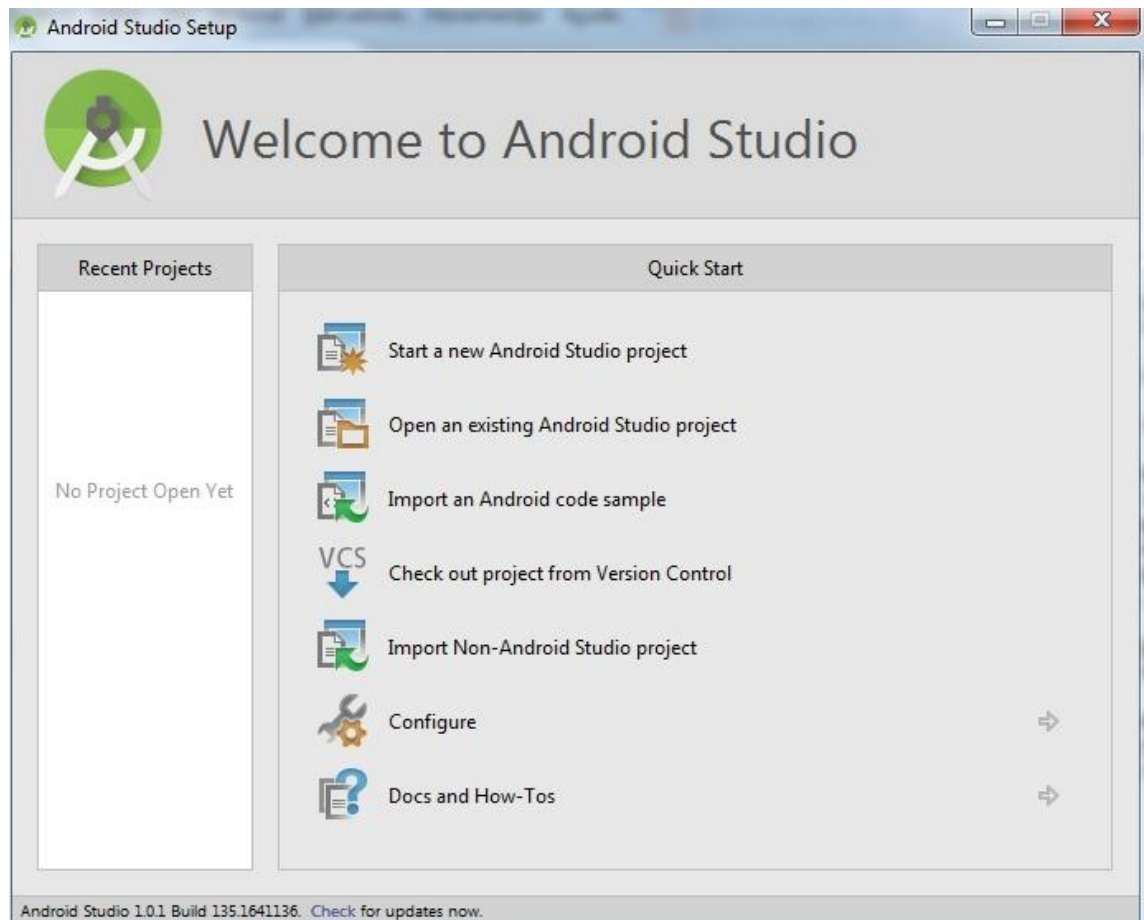 Android Studio Setup
Welcome to Android Studio
Recent Projects
No Project Open Yet
Quick Start
Start a new Android Studio project
Open an existing Android Studio project
Import an Android code sample
VCS
Check out project from Version Control
Import Non-Android Studio project
Configure
Docs and How-Tos
Android Studio 1.0.1 Build 135.1641136. Check for updates now.